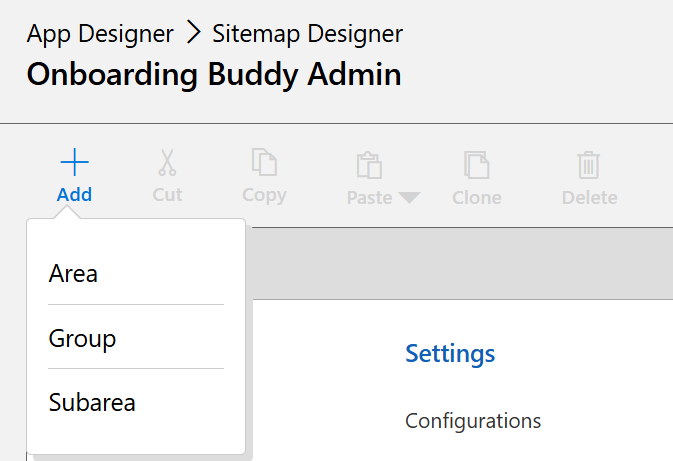 App Designer > Sitemap Designer
Onboarding Buddy Admin
Add Cut Copy Paste Clone Delete
Area
Group
Settings
Subarea
Configurations